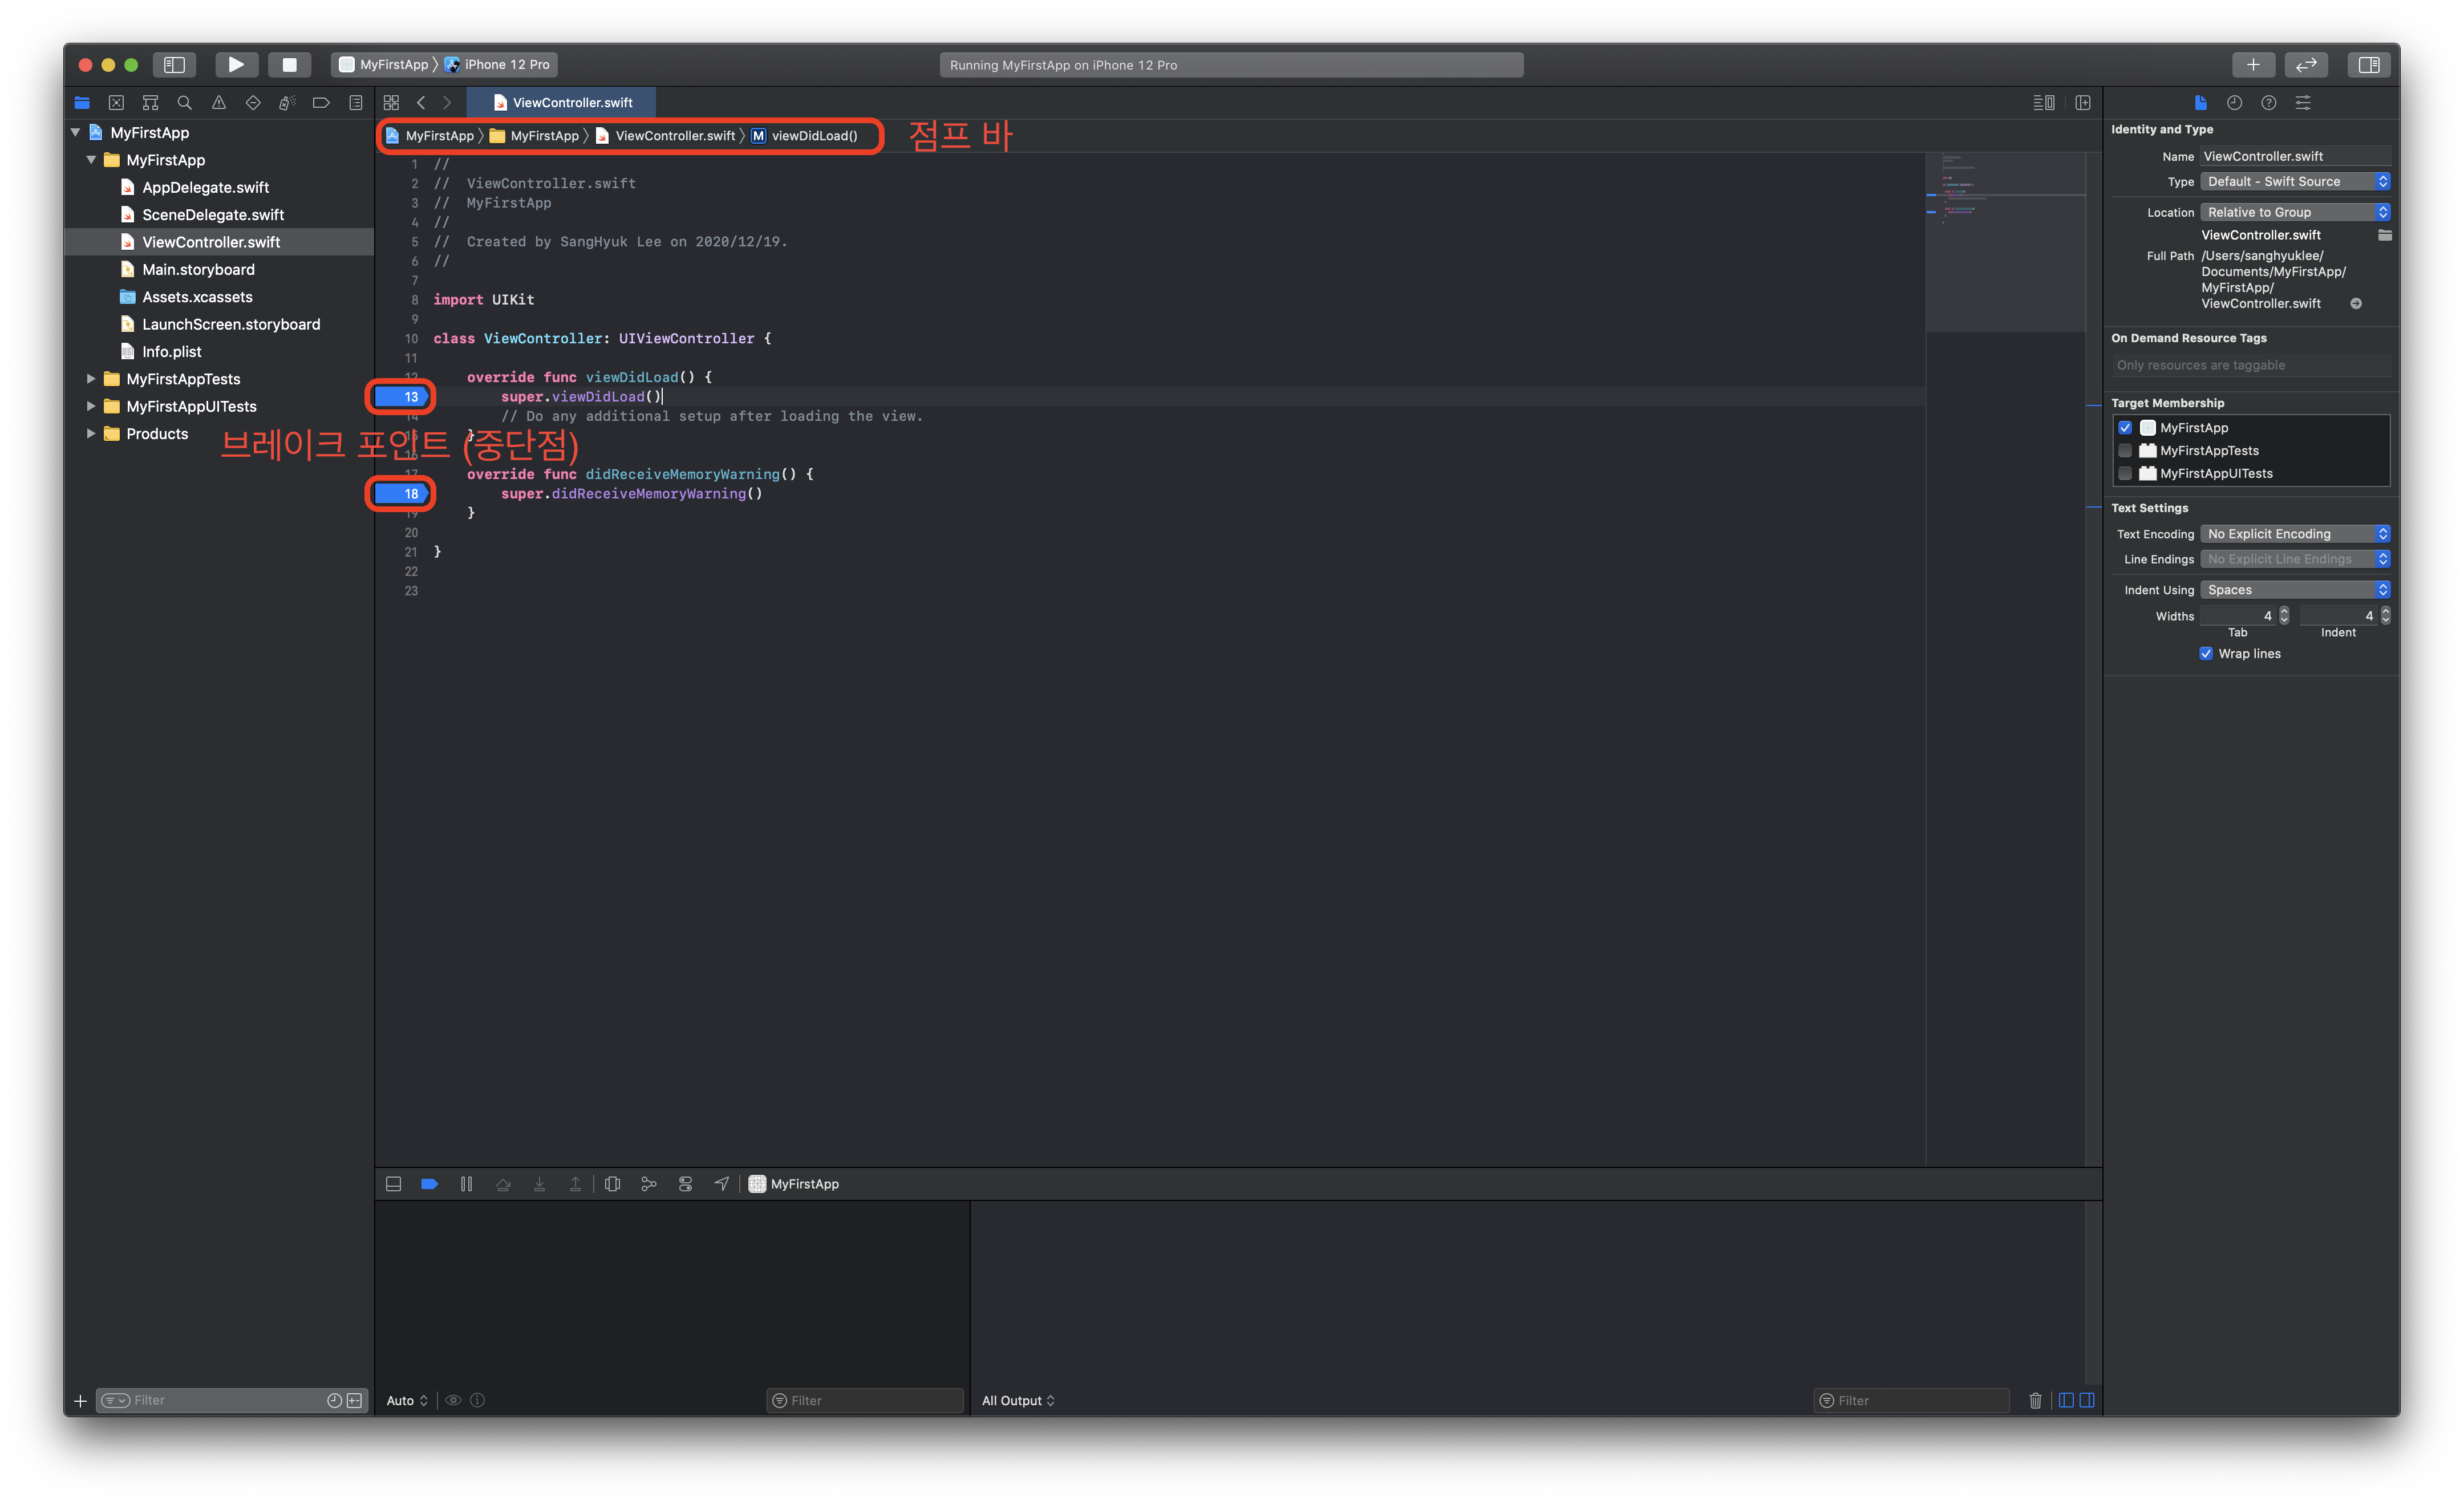 MyFirstApp iPhone 12 Pro
Running MyFirstApp on iPhone 12 Pro
ViewController.swift
MyFirstApp MyFirstApp ViewController.swift M viewDidLoad()
점프 바
MyFirstApp
MyFirstApp
AppDelegate.swift
SceneDelegate.swift
ViewController.swift
Main.storyboard
Assets.xcassets
LaunchScreen.storyboard
Info.plist
MyFirstAppTests
MyFirstAppUITests
Products
1 //
2 //  ViewController.swift
3 //  MyFirstApp
4 //
5 //  Created by SangHyuk Lee on 2020/12/19.
6 //
7
8 import UIKit
9
10 class ViewController: UIViewController {
11
12 override func viewDidLoad() {
13 super.viewDidLoad()
14 // Do any additional setup after loading the view.
15 }
브레이크 포인트 (중단점)
16
17 override func didReceiveMemoryWarning() {
18 super.didReceiveMemoryWarning()
19 }
20
21 }
22
23
MyFirstApp
Filter
Auto
Filter
All Output
Filter
Identity and Type
Name ViewController.swift
Type Default - Swift Source
Location Relative to Group
ViewController.swift
Full Path /Users/sanghyuklee/
Documents/MyFirstApp/
MyFirstApp/
ViewController.swift
On Demand Resource Tags
Only resources are taggable
Target Membership
MyFirstApp
MyFirstAppTests
MyFirstAppUITests
Text Settings
Text Encoding No Explicit Encoding
Line Endings No Explicit Line Endings
Indent Using Spaces
Widths 4 4
Tab Indent
Wrap lines